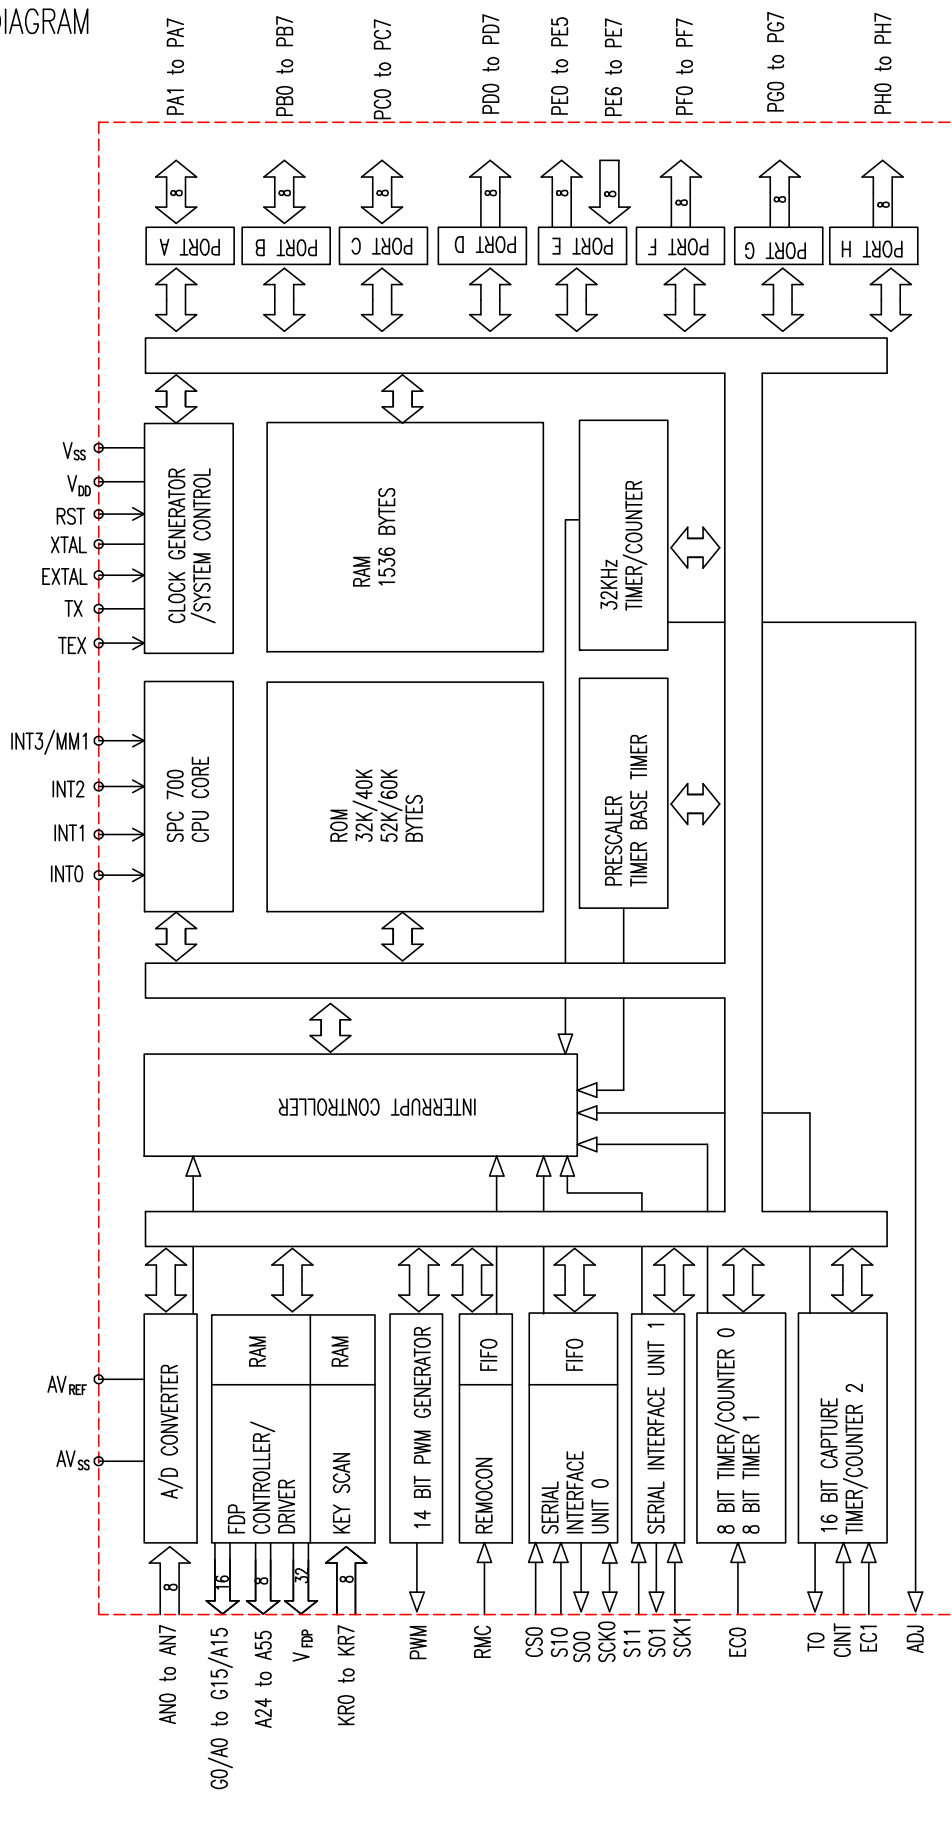 DIAGRAM
PA1 to PA7
PB0 to PB7
PC0 to PC7
PD0 to PD7
PE0 to PE5
PE6 to PE7
PF0 to PF7
PG0 to PG7
PH0 to PH7
8
8
8
8
8
8
8
8
8
PORT A
PORT B
PORT C
PORT D
PORT E
PORT F
PORT G
PORT H
VSS
VDD
RST
XTAL
EXTAL
TX
TEX
CLOCK GENERATOR
/SYSTEM CONTROL
RAM
1536 BYTES
32KHz
TIMER/COUNTER
INT3/MM1
INT2
INT1
INT0
SPC 700
CPU CORE
ROM
32K/40K
52K/60K
BYTES
PRESCALER
TIMER BASE TIMER
INTERRUPT CONTROLLER
AVREF
AVSS
A/D CONVERTER
RAM
FDP
CONTROLLER/
DRIVER
RAM
KEY SCAN
14 BIT PWM GENERATOR
FIFO
REMOCON
FIFO
SERIAL
INTERFACE
UNIT 0
SERIAL INTERFACE UNIT 1
8 BIT TIMER/COUNTER 0
8 BIT TIMER 1
16 BIT CAPTURE
TIMER/COUNTER 2
8
16
8
32
8
AN0 to AN7
G0/A0 to G15/A15
A24 to A55
VFDP
KR0 to KR7
PWM
RMC
CS0
S10
SO0
SCK0
S11
S01
SCK1
EC0
TO
CINT
EC1
ADJ